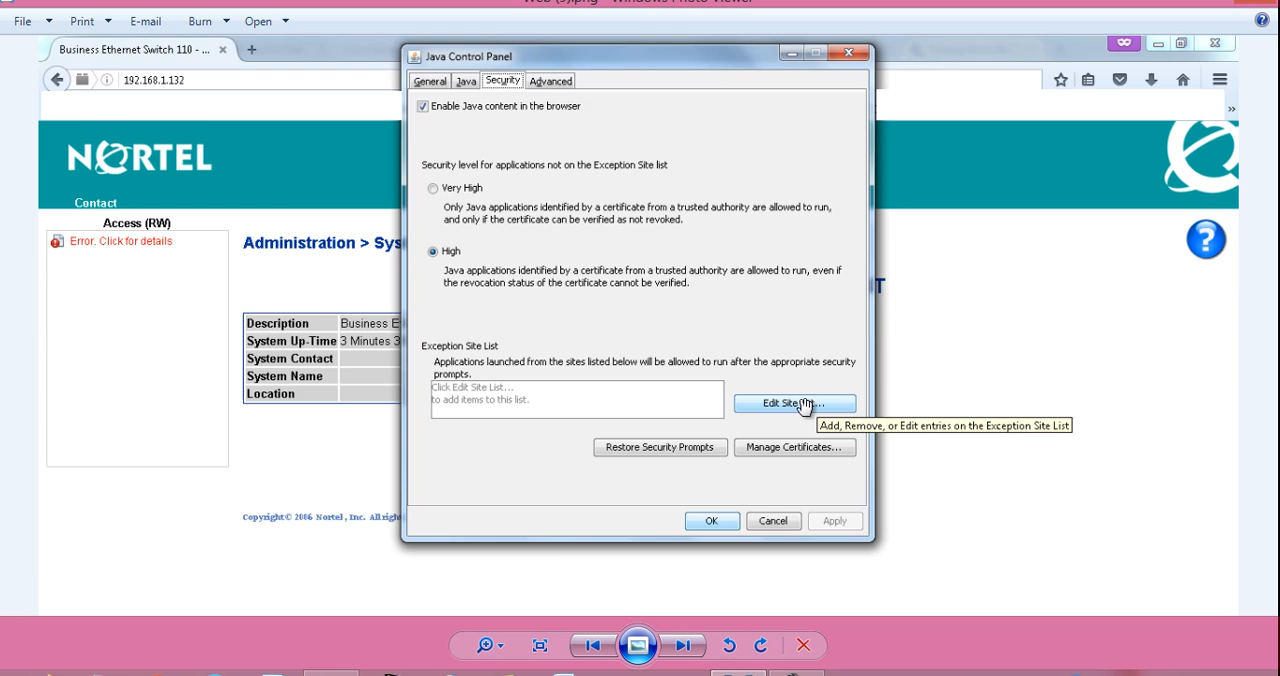 Web (9).png - Windows Photo Viewer
File Print E-mail Burn Open
Business Ethernet Switch 110 - ...
192.168.1.132
NORTEL
Contact
Access (RW)
Error. Click for details
Administration > Sys
T
Description Business E
System Up-Time 3 Minutes 3
System Contact
System Name
Location
Copyright© 2006 Nortel, Inc. All righ
Java Control Panel
General Java Security Advanced
Enable Java content in the browser
Security level for applications not on the Exception Site list
Very High
Only Java applications identified by a certificate from a trusted authority are allowed to run,
and only if the certificate can be verified as not revoked.
High
Java applications identified by a certificate from a trusted authority are allowed to run, even if
the revocation status of the certificate cannot be verified.
Exception Site List
Applications launched from the sites listed below will be allowed to run after the appropriate security
prompts.
Click Edit Site List...
to add items to this list.
Edit Site List...
Add, Remove, or Edit entries on the Exception Site List
Restore Security Prompts Manage Certificates...
OK Cancel Apply